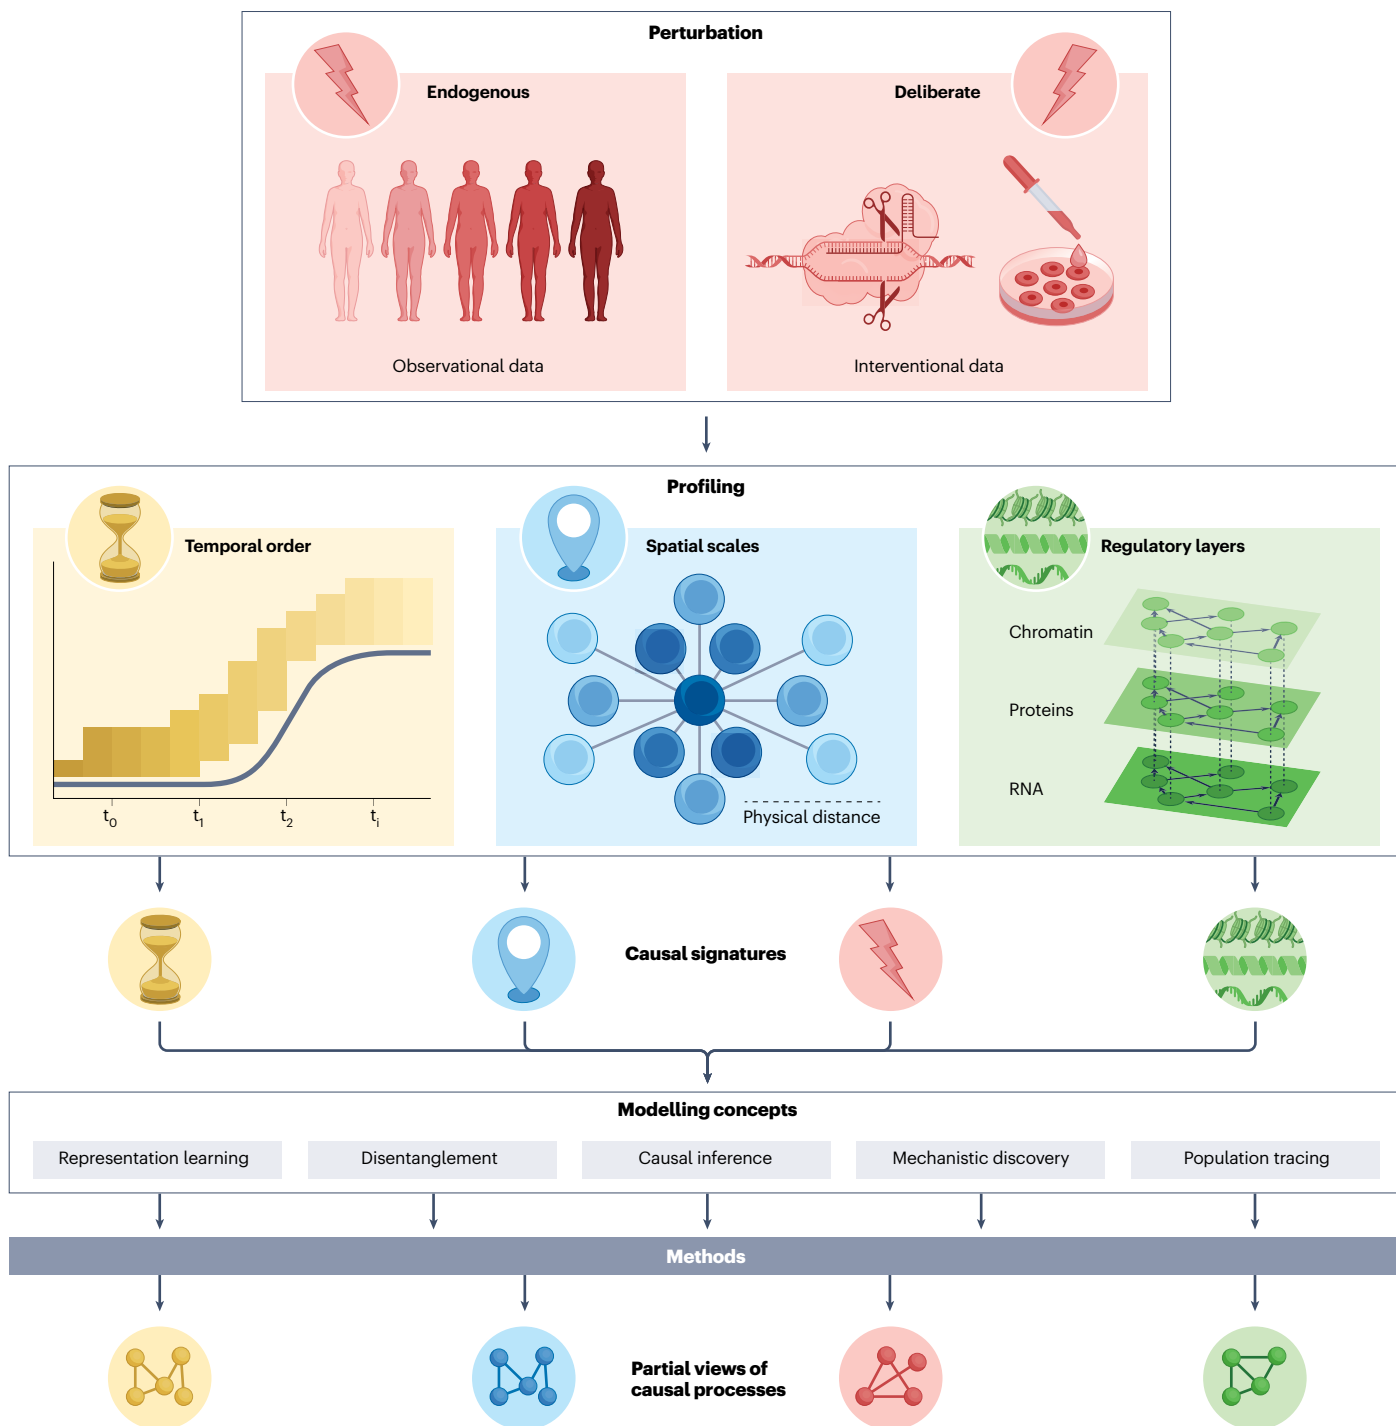 Perturbation
Endogenous
Deliberate
Observational data
Interventional data
Profiling
Temporal order
t0
t1
t2
ti
Spatial scales
Physical distance
Regulatory layers
Chromatin
Proteins
RNA
Causal signatures
Modelling concepts
Representation learning
Disentanglement
Causal inference
Mechanistic discovery
Population tracing
Methods
Partial views of
causal processes